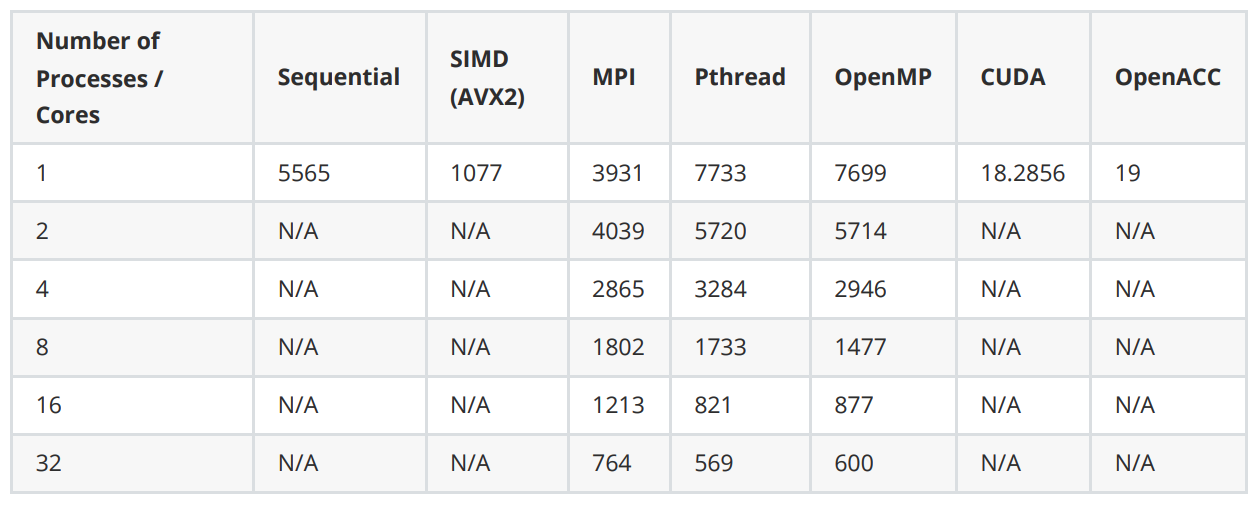 Number of Processes / Cores Sequential SIMD (AVX2) MPI Pthread OpenMP CUDA OpenACC
1 5565 1077 3931 7733 7699 18.2856 19
2 N/A N/A 4039 5720 5714 N/A N/A
4 N/A N/A 2865 3284 2946 N/A N/A
8 N/A N/A 1802 1733 1477 N/A N/A
16 N/A N/A 1213 821 877 N/A N/A
32 N/A N/A 764 569 600 N/A N/A